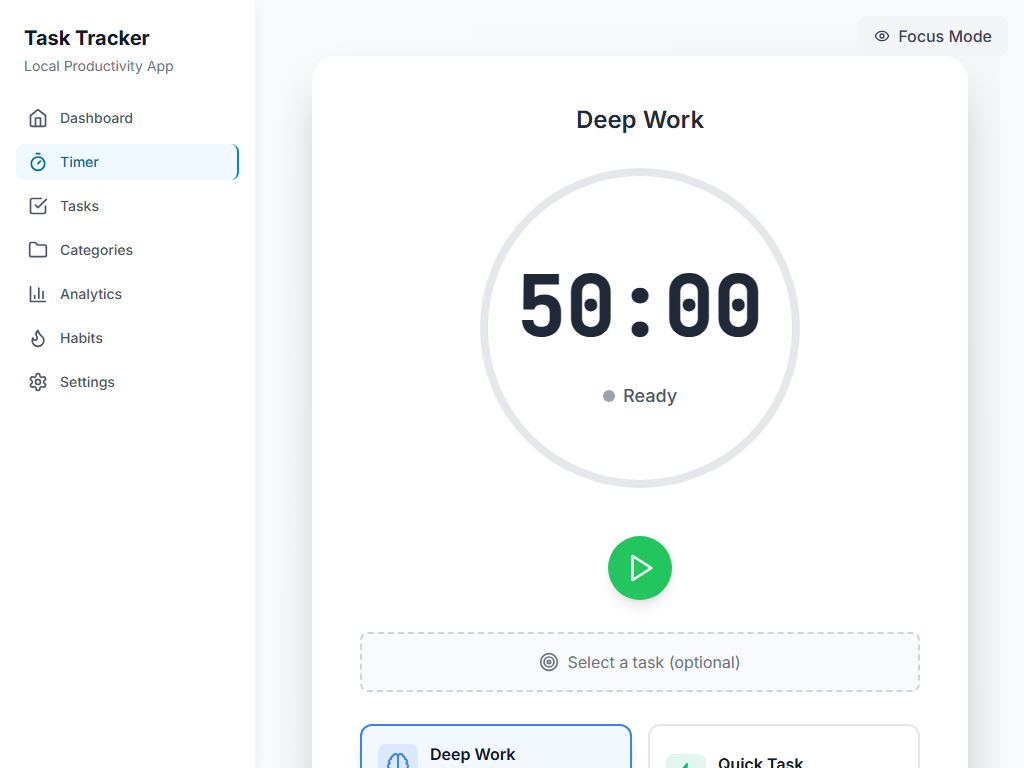 Task Tracker
Local Productivity App
Dashboard
Timer
Tasks
Categories
Analytics
Habits
Settings
Focus Mode
Deep Work
50:00
Ready
Select a task (optional)
Deep Work
Quick Task